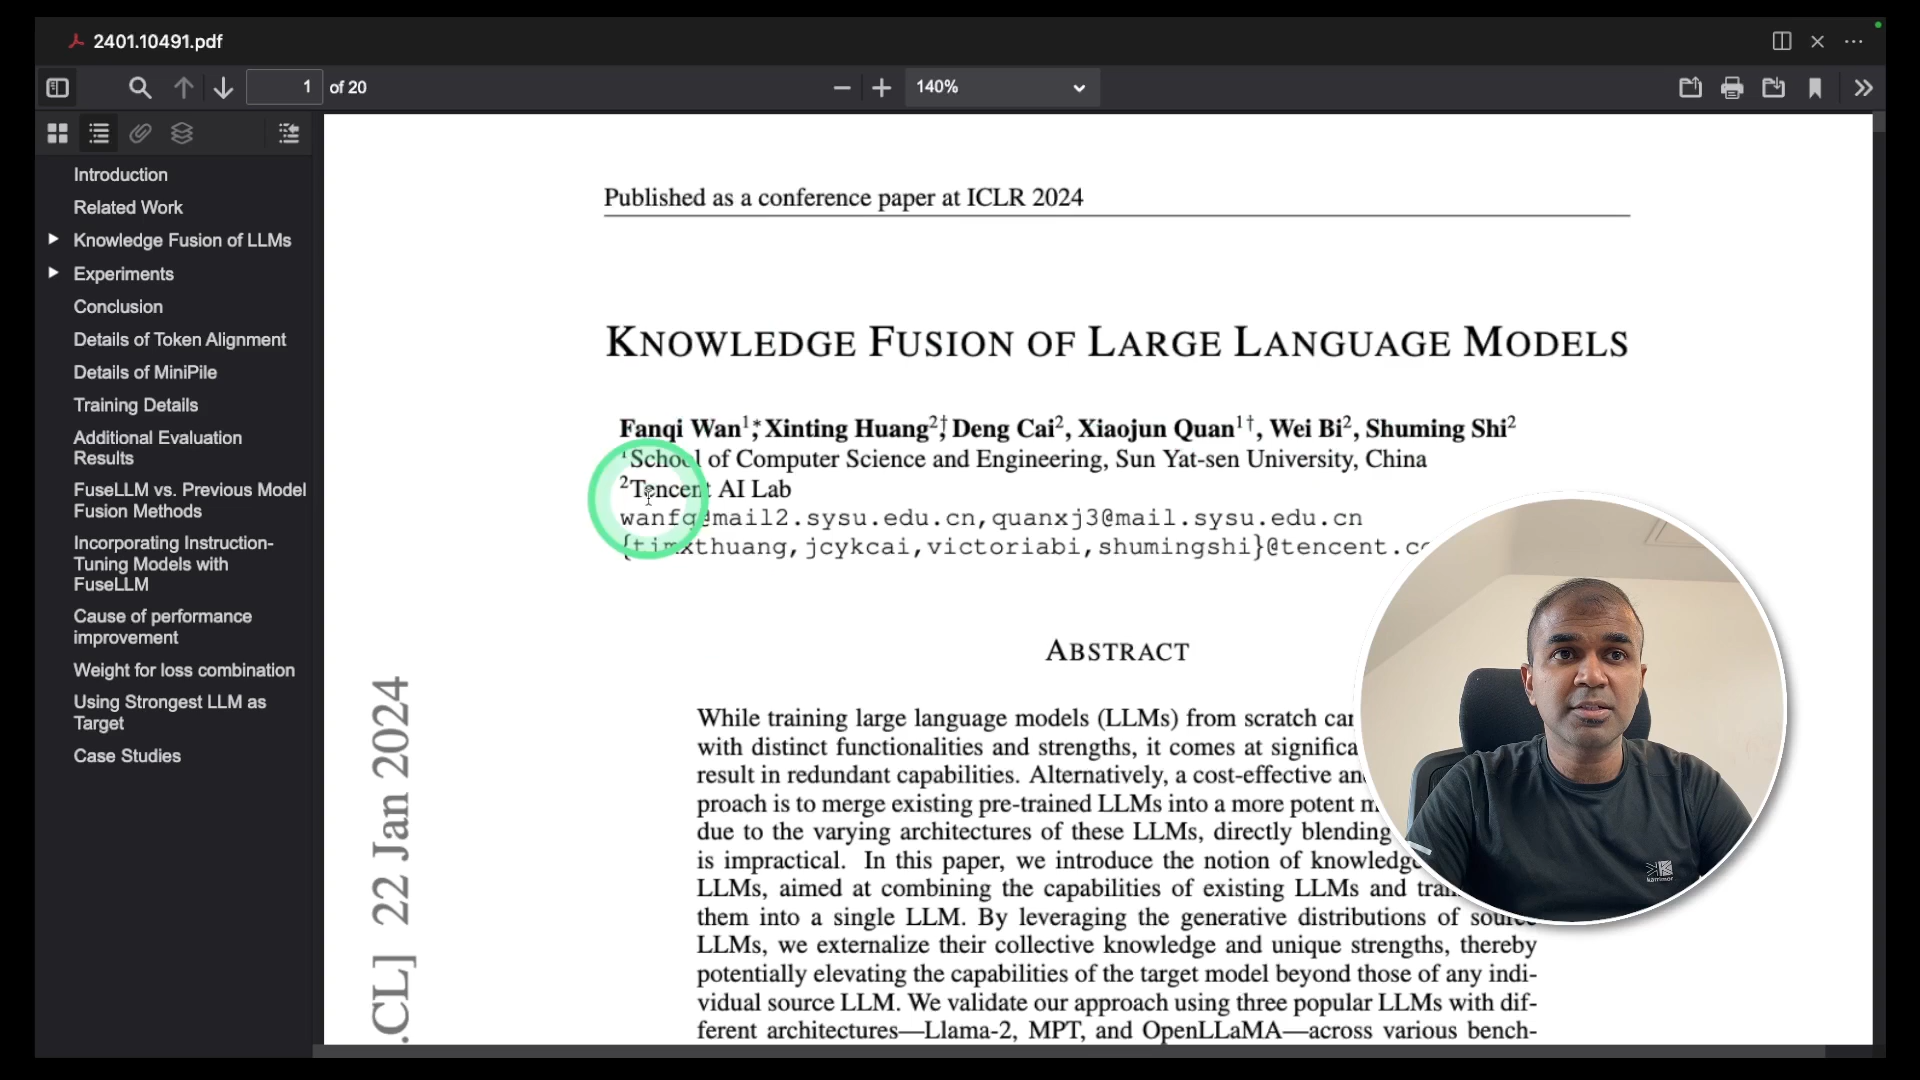 2401.10491.pdf
1 of 20
140%
Introduction
Related Work
Knowledge Fusion of LLMs
Experiments
Conclusion
Details of Token Alignment
Details of MiniPile
Training Details
Additional Evaluation
Results
FuseLLM vs. Previous Model
Fusion Methods
Incorporating Instruction-
Tuning Models with
FuseLLM
Cause of performance
improvement
Weight for loss combination
Using Strongest LLM as
Target
Case Studies
Published as a conference paper at ICLR 2024
KNOWLEDGE FUSION OF LARGE LANGUAGE MODELS
Fanqi Wan¹*, Xinting Huang²†, Deng Cai², Xiaojun Quan¹†, Wei Bi², Shuming Shi²
¹School of Computer Science and Engineering, Sun Yat-sen University, China
²Tencent AI Lab
wanfq@mail2.sysu.edu.cn,quanxj3@mail.sysu.edu.cn
{timxthuang,jcykcai,victoriabi,shumingshi}@tencent.c
ABSTRACT
While training large language models (LLMs) from scratch
with distinct functionalities and strengths, it comes at
result in redundant capabilities. Alternatively, a cost-effective
proach is to merge existing pre-trained LLMs into a more potent
due to the varying architectures of these LLMs, directly blending
is impractical. In this paper, we introduce the notion of
LLMs, aimed at combining the capabilities of existing LLMs and
them into a single LLM. By leveraging the generative distributions of source
LLMs, we externalize their collective knowledge and unique strengths, thereby
potentially elevating the capabilities of the target model beyond those of any indi-
vidual source LLM. We validate our approach using three popular LLMs with dif-
ferent architectures—Llama-2, MPT, and OpenLLaMA—across various bench-
.CL] 22 Jan 2024
karrimor